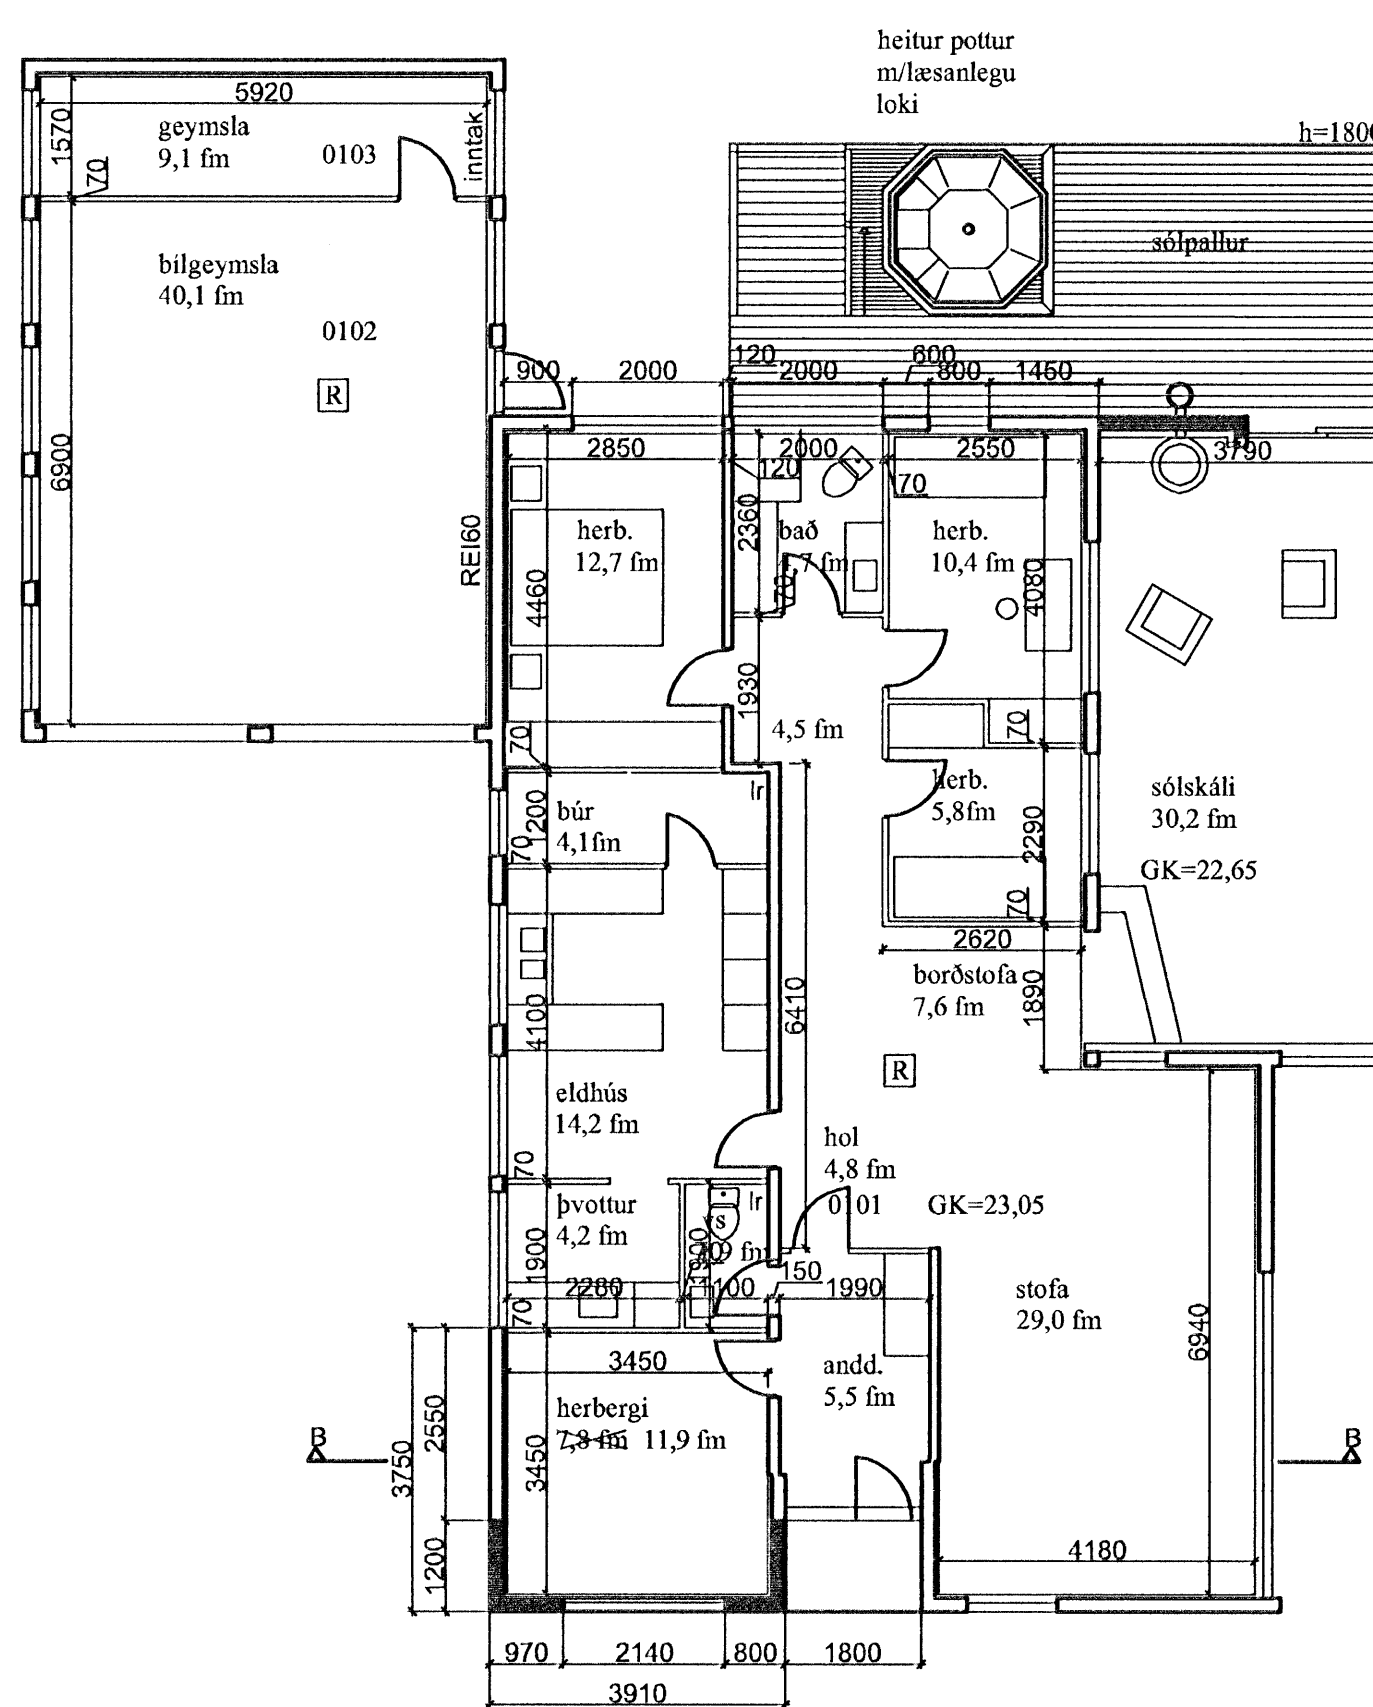 heitur pottur
m/læsanlegu
loki
5920
1570
geymsla
9,1 fm
0103
inntak
70
h=1800
sólpallur
bílgeymsla
40,1 fm
0102
R
6900
REI60
900
2000
120
2000
600
800
1460
2850
2000
120
2550
70
3790
herb.
12,7 fm
4460
2360
bað
70
herb.
10,4 fm
4080
1930
4,5 fm
70
70
herb.
5,8fm
2290
70
sólskáli
30,2 fm
GK=22,65
lr
búr
4,1fm
1200
70
2620
borðstofa
7,6 fm
1890
6410
4100
R
eldhús
14,2 fm
70
hol
4,8 fm
0101
GK=23,05
þvottur
4,2 fm
lr
1900
1900
2280
1100
150
1990
70
stofa
29,0 fm
6940
3450
andd.
5,5 fm
herbergi
7,8 fm 11,9 fm
3450
2550
3750
1200
B
B
4180
970
2140
800
1800
3910